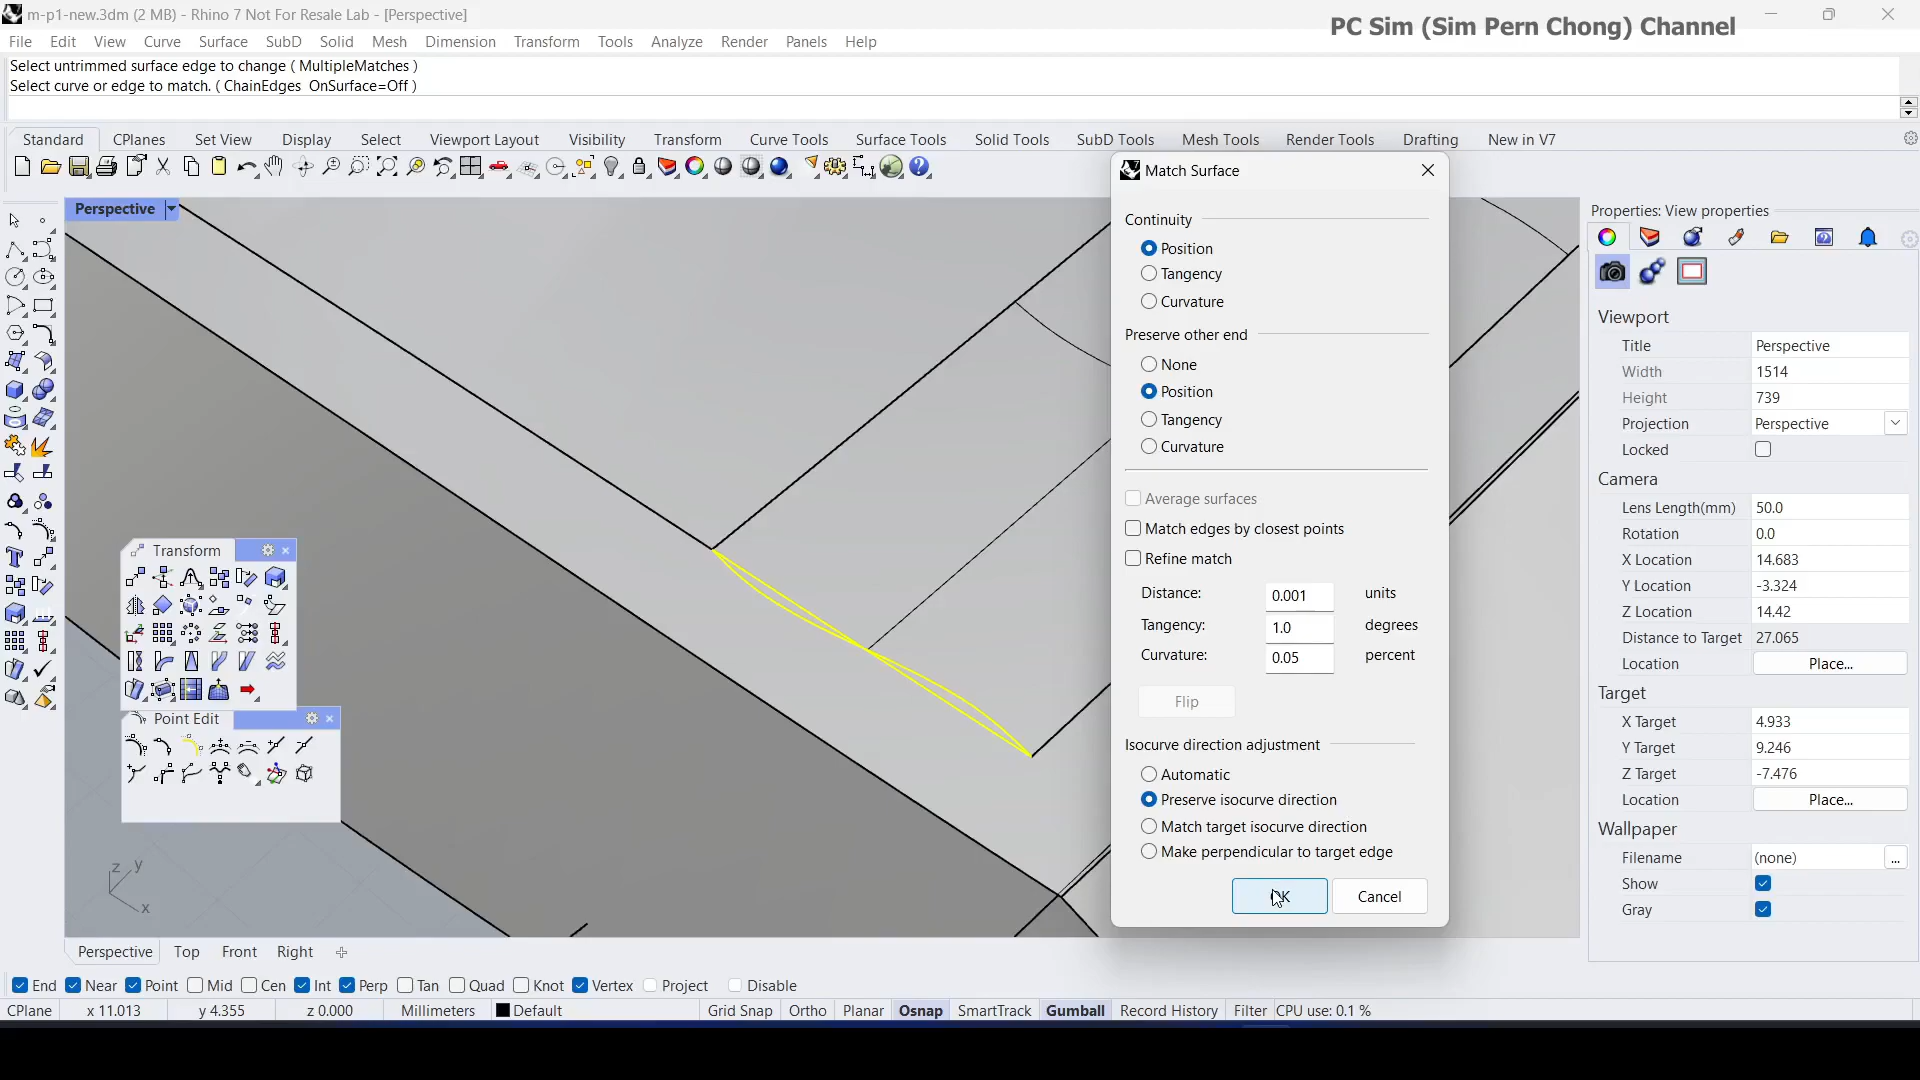 m-p1-new.3dm (2 MB) - Rhino 7 Not For Resale Lab - [Perspective]
PC Sim (Sim Pern Chong) Channel
File Edit View Curve Surface SubD Solid Mesh Dimension Transform Tools Analyze Render Panels Help
Select untrimmed surface edge to change ( MultipleMatches )
Select curve or edge to match. ( ChainEdges OnSurface=Off )
Standard CPlanes Set View Display Select Viewport Layout Visibility Transform Curve Tools Surface Tools Solid Tools SubD Tools Mesh Tools Render Tools Drafting New in V7
Perspective
Match Surface
Continuity
Position
Tangency
Curvature
Preserve other end
None
Position
Tangency
Curvature
Average surfaces
Match edges by closest points
Refine match
Distance: 0.001 units
Tangency: 1.0 degrees
Curvature: 0.05 percent
Flip
Isocurve direction adjustment
Automatic
Preserve isocurve direction
Match target isocurve direction
Make perpendicular to target edge
Cancel
Properties: View properties
Viewport
Title Perspective
Width 1514
Height 739
Projection Perspective
Locked
Camera
Lens Length(mm) 50.0
Rotation 0.0
X Location 14.683
Y Location -3.324
Z Location 14.42
Distance to Target 27.065
Location Place...
Target
X Target 4.933
Y Target 9.246
Z Target -7.476
Location Place...
Wallpaper
Filename (none) ...
Show
Gray
Transform
Point Edit
z y
x
Perspective Top Front Right
End Near Point Mid Cen Int Perp Tan Quad Knot Vertex Project Disable
CPlane x 11.013 y 4.355 z 0.000 Millimeters Default Grid Snap Ortho Planar Osnap SmartTrack Gumball Record History Filter CPU use: 0.1 %